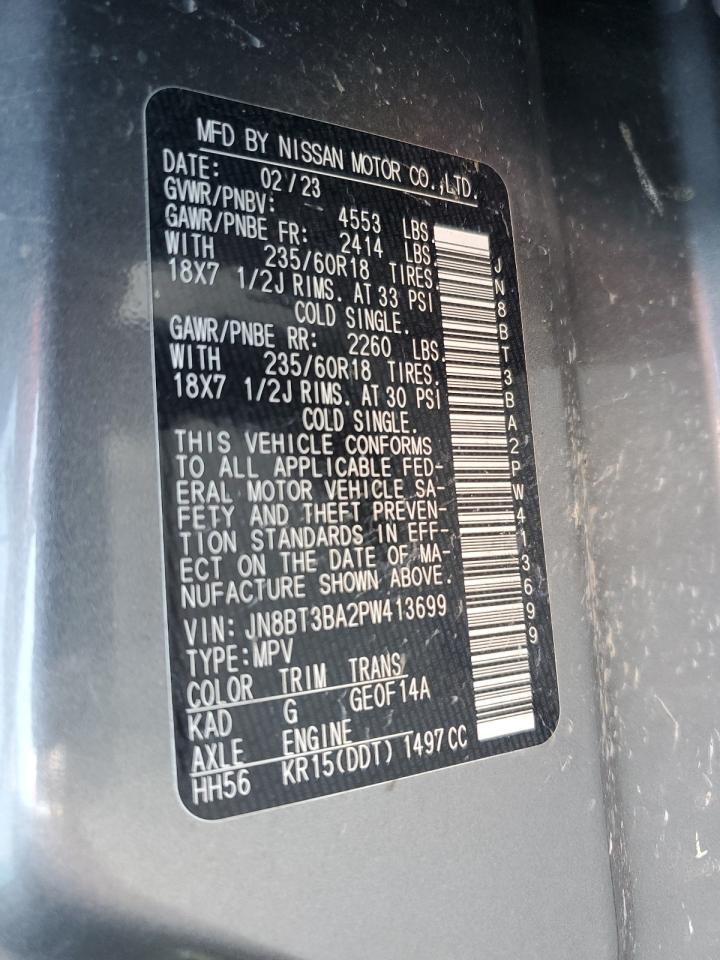 MFD BY NISSAN MOTOR CO.,LTD.
DATE: 02/23
GVWR/PNBV: 4553 LBS.
GAWR/PNBE FR: 2414 LBS.
WITH 235/60R18 TIRES.
18X7 1/2J RIMS. AT 33 PSI
COLD SINGLE.
GAWR/PNBE RR: 2260 LBS.
WITH 235/60R18 TIRES.
18X7 1/2J RIMS. AT 30 PSI
COLD SINGLE.
THIS VEHICLE CONFORMS
TO ALL APPLICABLE FED-
ERAL MOTOR VEHICLE SA-
FETY AND THEFT PREVEN-
TION STANDARDS IN EFF-
ECT ON THE DATE OF MA-
NUFACTURE SHOWN ABOVE.
VIN: JN8BT3BA2PW413699
TYPE:MPV
COLOR TRIM TRANS
KAD G GEOF14A
AXLE ENGINE
HH56 KR15(DDT) 1497CC
JN8BT3BA2PW413699